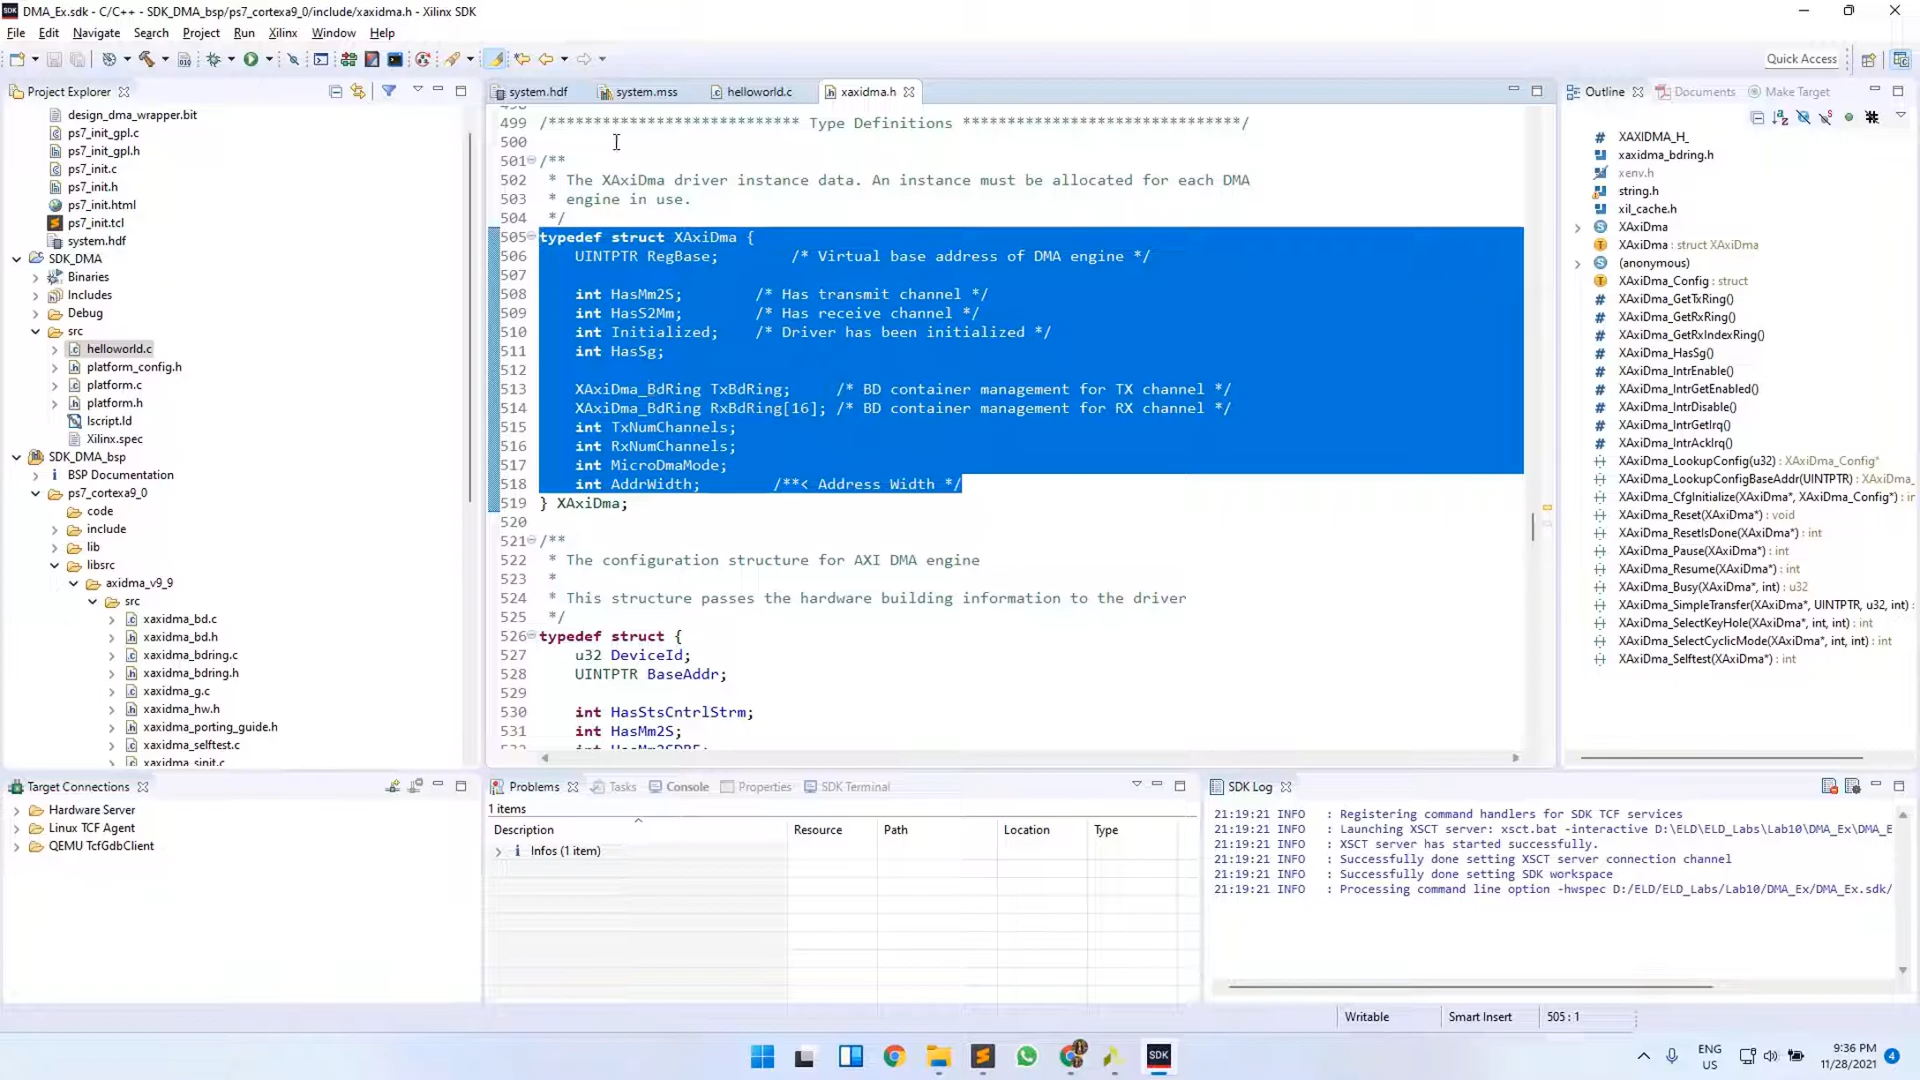 DMA_Ex.sdk - C/C++ - SDK_DMA_bsp/ps7_cortexa9_0/include/xaxidma.h - Xilinx SDK
File Edit Navigate Search Project Run Xilinx Window Help
Quick Access
Project Explorer
design_dma_wrapper.bit
ps7_init_gpl.c
ps7_init_gpl.h
ps7_init.c
ps7_init.h
ps7_init.html
ps7_init.tcl
system.hdf
SDK_DMA
Binaries
Includes
Debug
src
helloworld.c
platform_config.h
platform.c
platform.h
lscript.ld
Xilinx.spec
SDK_DMA_bsp
BSP Documentation
ps7_cortexa9_0
code
include
lib
libsrc
axidma_v9_9
src
xaxidma_bd.c
xaxidma_bd.h
xaxidma_bdring.c
xaxidma_bdring.h
xaxidma_g.c
xaxidma_hw.h
xaxidma_porting_guide.h
xaxidma_selftest.c
xaxidma_sinit.c
system.hdf system.mss helloworld.c xaxidma.h
498
499 /**************************** Type Definitions *******************************/
500
501 /**
502 * The XAxiDma driver instance data. An instance must be allocated for each DMA
503 * engine in use.
504 */
505 typedef struct XAxiDma {
506 UINTPTR RegBase; /* Virtual base address of DMA engine */
507
508 int HasMm2S; /* Has transmit channel */
509 int HasS2Mm; /* Has receive channel */
510 int Initialized; /* Driver has been initialized */
511 int HasSg;
512
513 XAxiDma_BdRing TxBdRing; /* BD container management for TX channel */
514 XAxiDma_BdRing RxBdRing[16]; /* BD container management for RX channel */
515 int TxNumChannels;
516 int RxNumChannels;
517 int MicroDmaMode;
518 int AddrWidth; /**< Address Width */
519 } XAxiDma;
520
521 /**
522 * The configuration structure for AXI DMA engine
523 *
524 * This structure passes the hardware building information to the driver
525 */
526 typedef struct {
527 u32 DeviceId;
528 UINTPTR BaseAddr;
529
530 int HasStsCntrlStrm;
531 int HasMm2S;
532 int HasMm2SDRE;
Outline Documents Make Target
XAXIDMA_H_
xaxidma_bdring.h
xenv.h
string.h
xil_cache.h
XAxiDma
XAxiDma : struct XAxiDma
(anonymous)
XAxiDma_Config : struct
XAxiDma_GetTxRing()
XAxiDma_GetRxRing()
XAxiDma_GetRxIndexRing()
XAxiDma_HasSg()
XAxiDma_IntrEnable()
XAxiDma_IntrGetEnabled()
XAxiDma_IntrDisable()
XAxiDma_IntrGetIrq()
XAxiDma_IntrAckIrq()
XAxiDma_LookupConfig(u32) : XAxiDma_Config*
XAxiDma_LookupConfigBaseAddr(UINTPTR) : XAxiDma_
XAxiDma_CfgInitialize(XAxiDma*, XAxiDma_Config*) : in
XAxiDma_Reset(XAxiDma*) : void
XAxiDma_ResetIsDone(XAxiDma*) : int
XAxiDma_Pause(XAxiDma*) : int
XAxiDma_Resume(XAxiDma*) : int
XAxiDma_Busy(XAxiDma*, int) : u32
XAxiDma_SimpleTransfer(XAxiDma*, UINTPTR, u32, int) :
XAxiDma_SelectKeyHole(XAxiDma*, int, int) : int
XAxiDma_SelectCyclicMode(XAxiDma*, int, int) : int
XAxiDma_Selftest(XAxiDma*) : int
Target Connections
Hardware Server
Linux TCF Agent
QEMU TcfGdbClient
Problems Tasks Console Properties SDK Terminal
1 items
Description Resource Path Location Type
Infos (1 item)
SDK Log
21:19:21 INFO : Registering command handlers for SDK TCF services
21:19:21 INFO : Launching XSCT server: xsct.bat -interactive D:\ELD\ELD_Labs\Lab10\DMA_Ex\DMA_E
21:19:21 INFO : XSCT server has started successfully.
21:19:21 INFO : Successfully done setting XSCT server connection channel
21:19:21 INFO : Successfully done setting SDK workspace
21:19:21 INFO : Processing command line option -hwspec D:/ELD/ELD_Labs/Lab10/DMA_Ex/DMA_Ex.sdk/
Writable Smart Insert 505 : 1
SDK
ENG
US
9:36 PM
11/28/2021
4